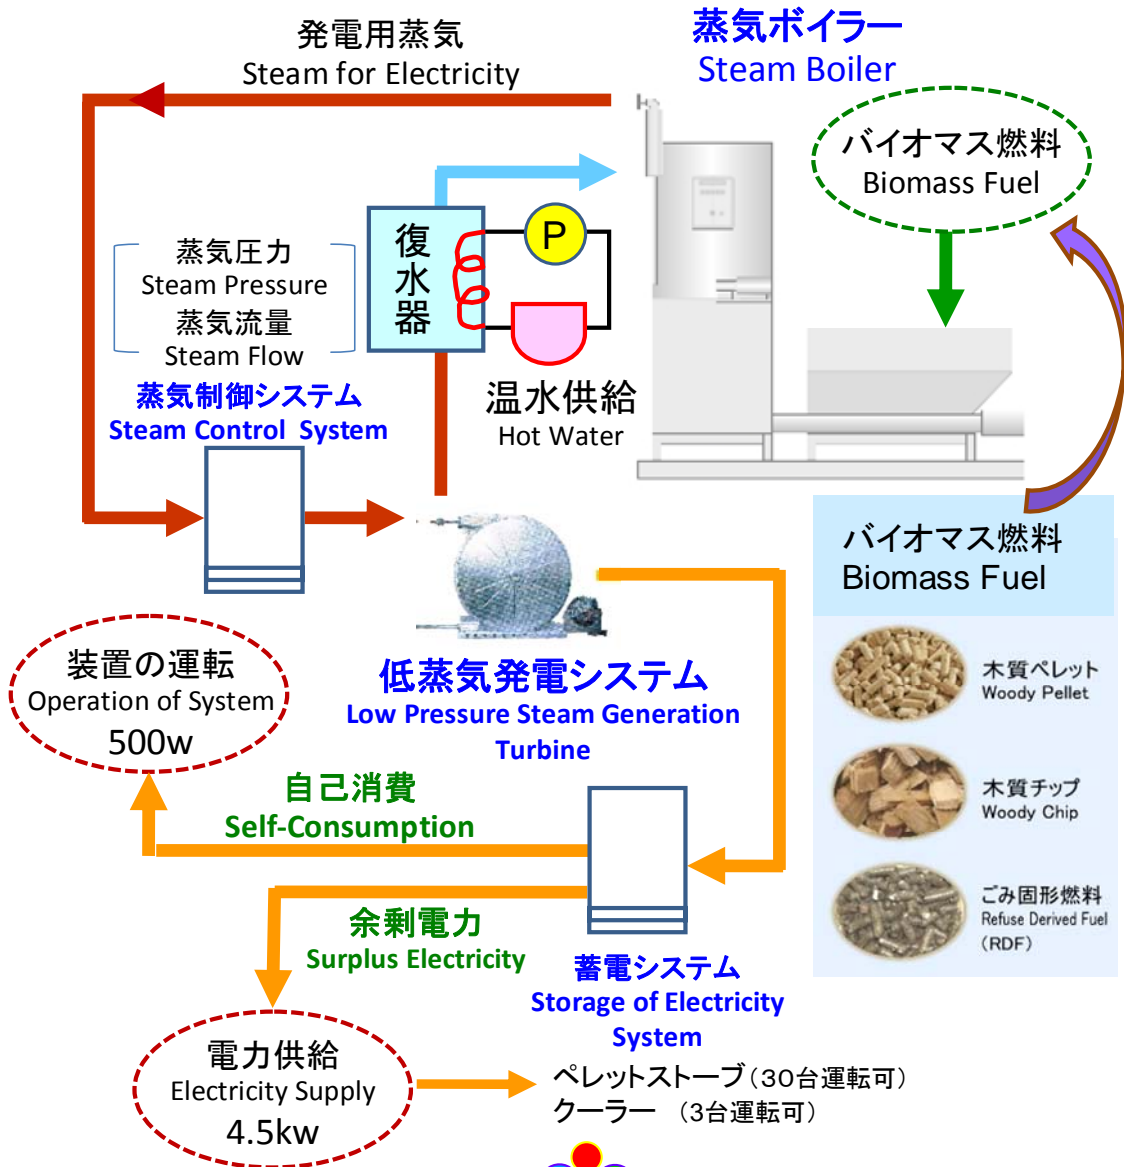 発電用蒸気
Steam for Electricity
蒸気ボイラー
Steam Boiler
バイオマス燃料
Biomass Fuel
蒸気圧力
Steam Pressure
蒸気流量
Steam Flow
復水器
P
温水供給
Hot Water
蒸気制御システム
Steam Control System
バイオマス燃料
Biomass Fuel
木質ペレット
Woody Pellet
木質チップ
Woody Chip
ごみ固形燃料
Refuse Derived Fuel
(RDF)
低蒸気発電システム
Low Pressure Steam Generation
Turbine
装置の運転
Operation of System
500w
自己消費
Self-Consumption
余剰電力
Surplus Electricity
蓄電システム
Storage of Electricity
System
電力供給
Electricity Supply
4.5kw
ペレットストーブ（30台運転可）
クーラー （3台運転可）